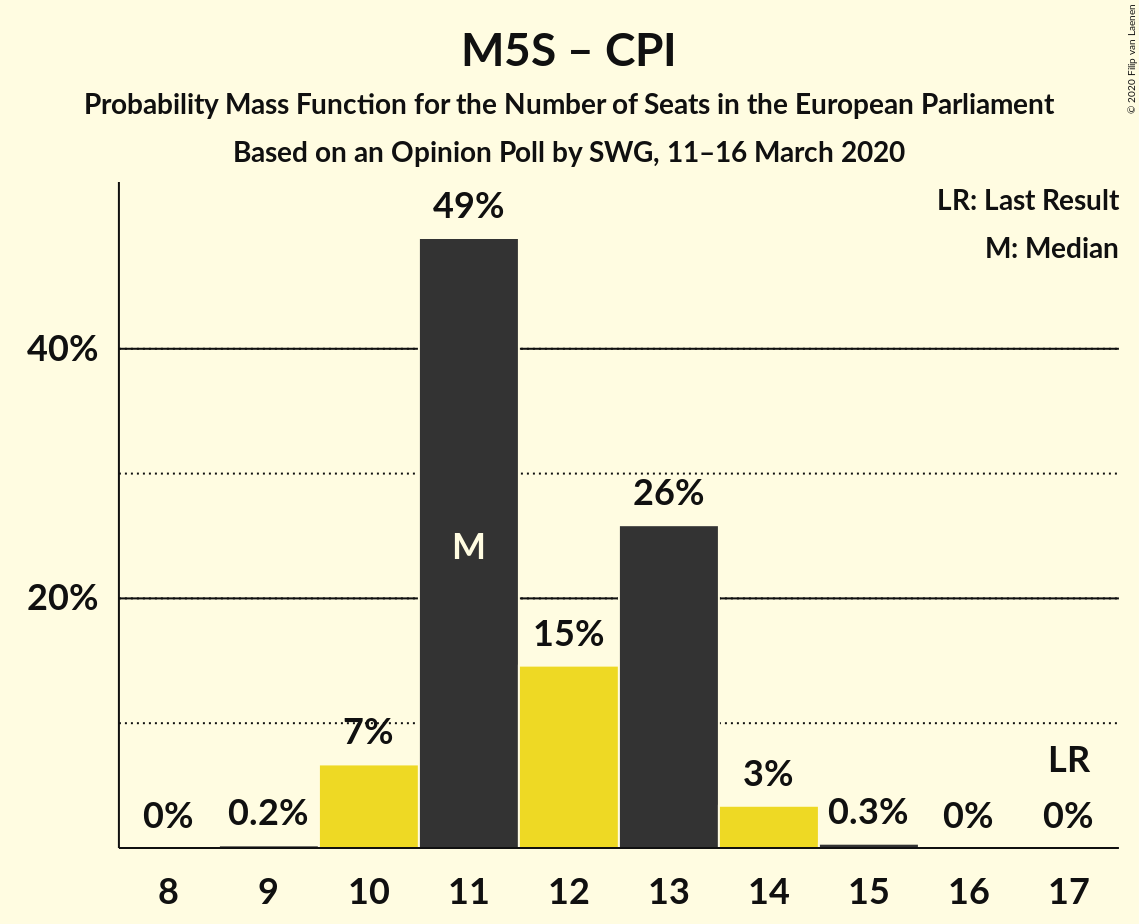 M5S – CPI
Probability Mass Function for the Number of Seats in the European Parliament
Based on an Opinion Poll by SWG, 11–16 March 2020
© 2020 Filip van Laenen
LR: Last Result
M: Median
49%
40%
26%
M
20%
15%
7%
3%
LR
0%
0.2%
0.3%
0%
0%
8 9 10 11 12 13 14 15 16 17